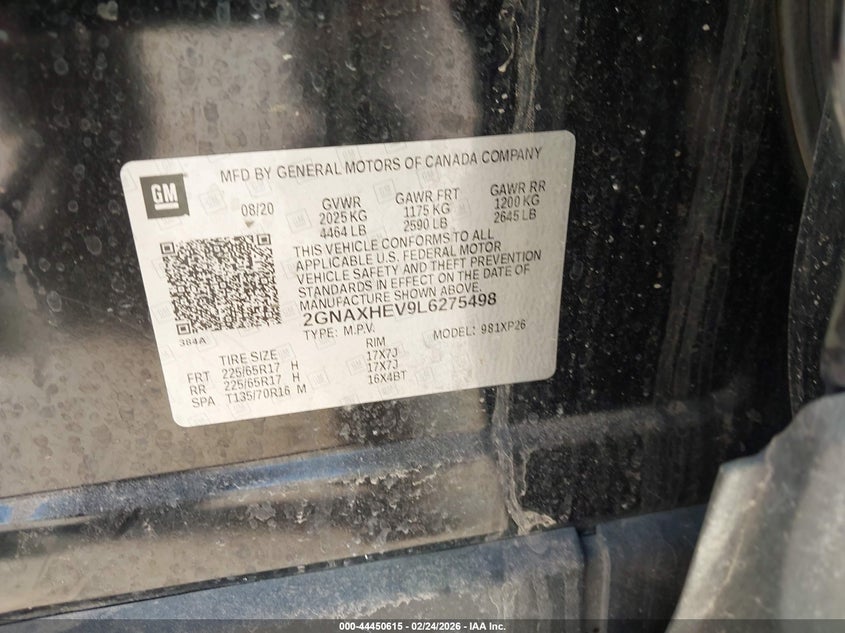 MFD BY GENERAL MOTORS OF CANADA COMPANY
GM
08/20
GVWR GAWR FRT GAWR RR
2025 KG 1175 KG 1200 KG
4464 LB 2590 LB 2645 LB
THIS VEHICLE CONFORMS TO ALL
APPLICABLE U.S. FEDERAL MOTOR
VEHICLE SAFETY AND THEFT PREVENTION
STANDARDS IN EFFECT ON THE DATE OF
MANUFACTURE SHOWN ABOVE.
2GNAXHEV9L6275498
384A
TYPE: M.P.V. MODEL: 981XP26
TIRE SIZE RIM
FRT 225/65R17 H 17X7J
RR 225/65R17 H 17X7J
SPA T135/70R16 M 16X4BT
000-44450615 - 02/24/2026 - IAA Inc.